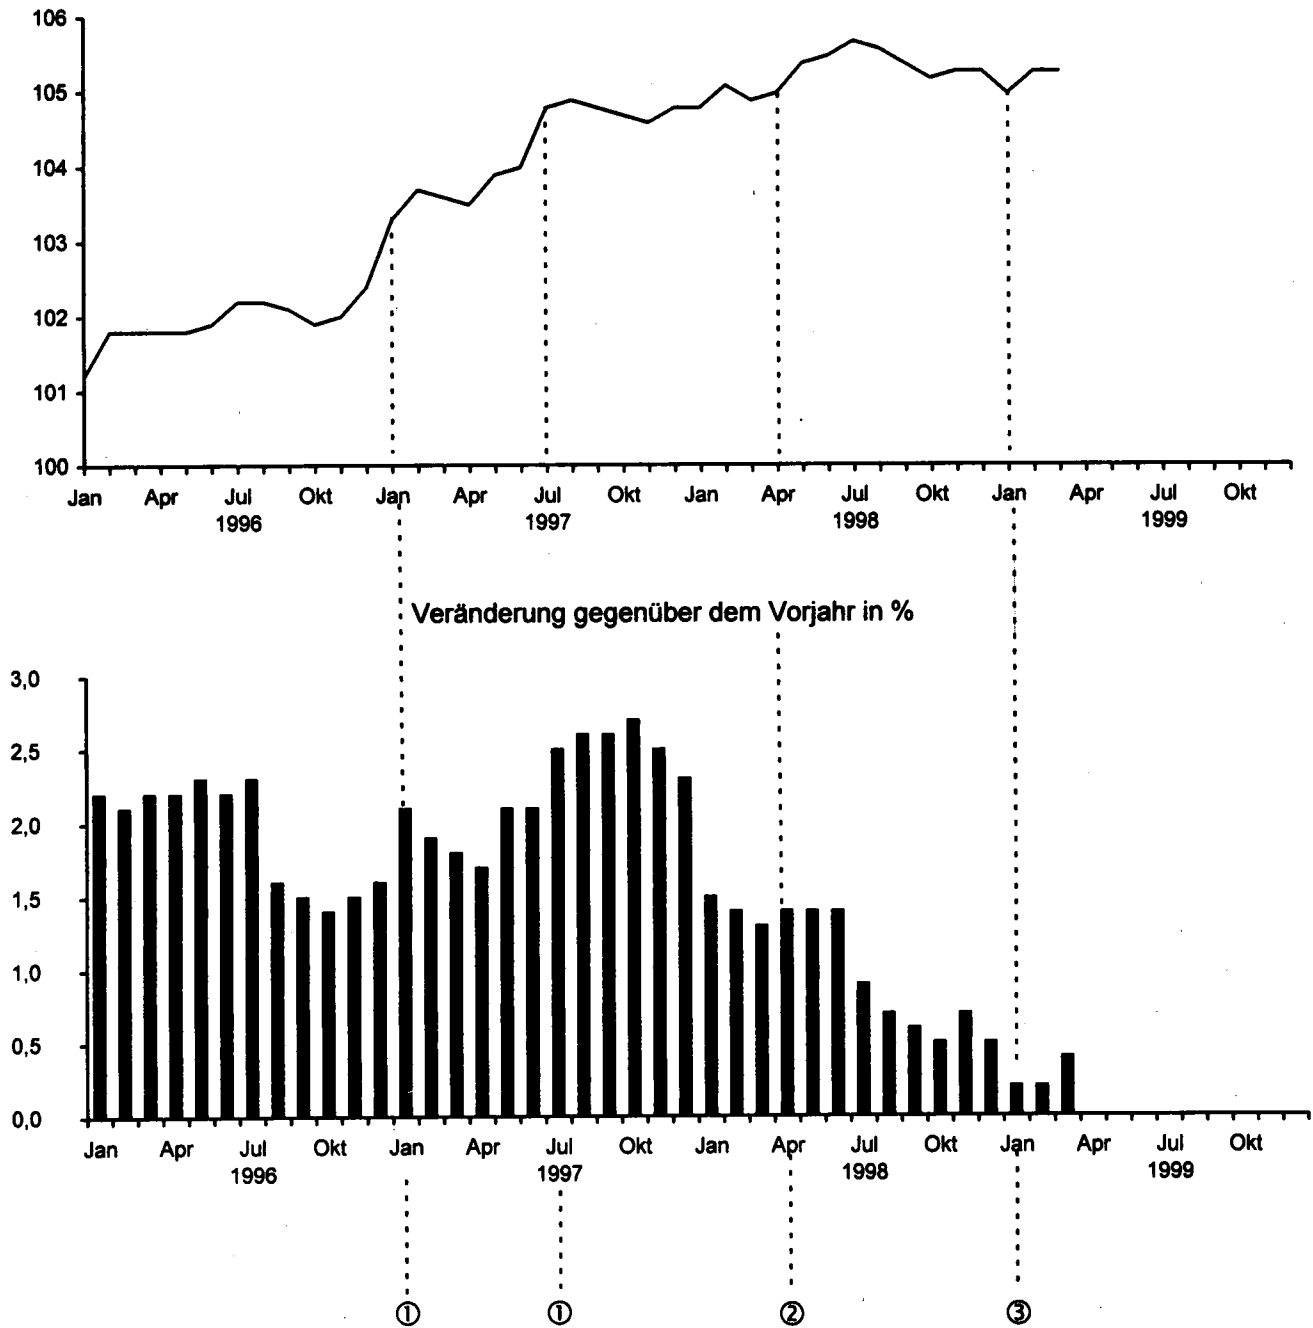 106
105
104
103
102
101
100
Jan Apr Jul Okt Jan Apr Jul Okt Jan Apr Jul Okt Jan Apr Jul Okt
1996 1997 1998 1999
Veränderung gegenüber dem Vorjahr in %
3,0
2,5
2,0
1,5
1,0
0,5
0,0
Jan Apr Jul Okt Jan Apr Jul Okt Jan Apr Jul Okt Jan Apr Jul Okt
1996 1997 1998 1999
① ① ② ③